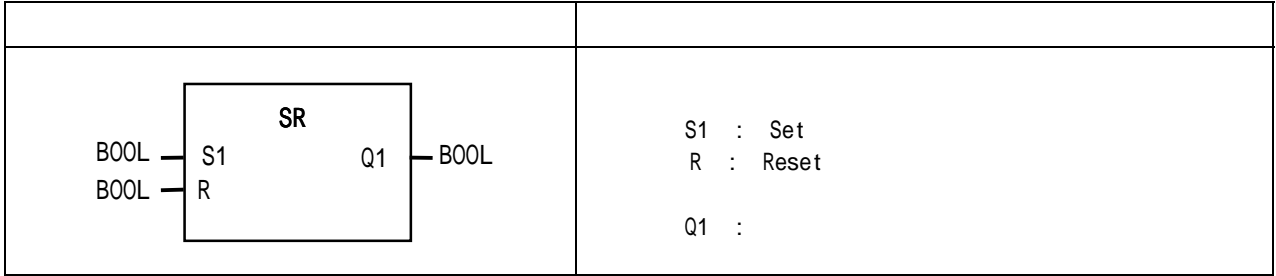 SR
BOOL S1 Q1 BOOL
BOOL R
S1 : Set
R : Reset
Q1 :